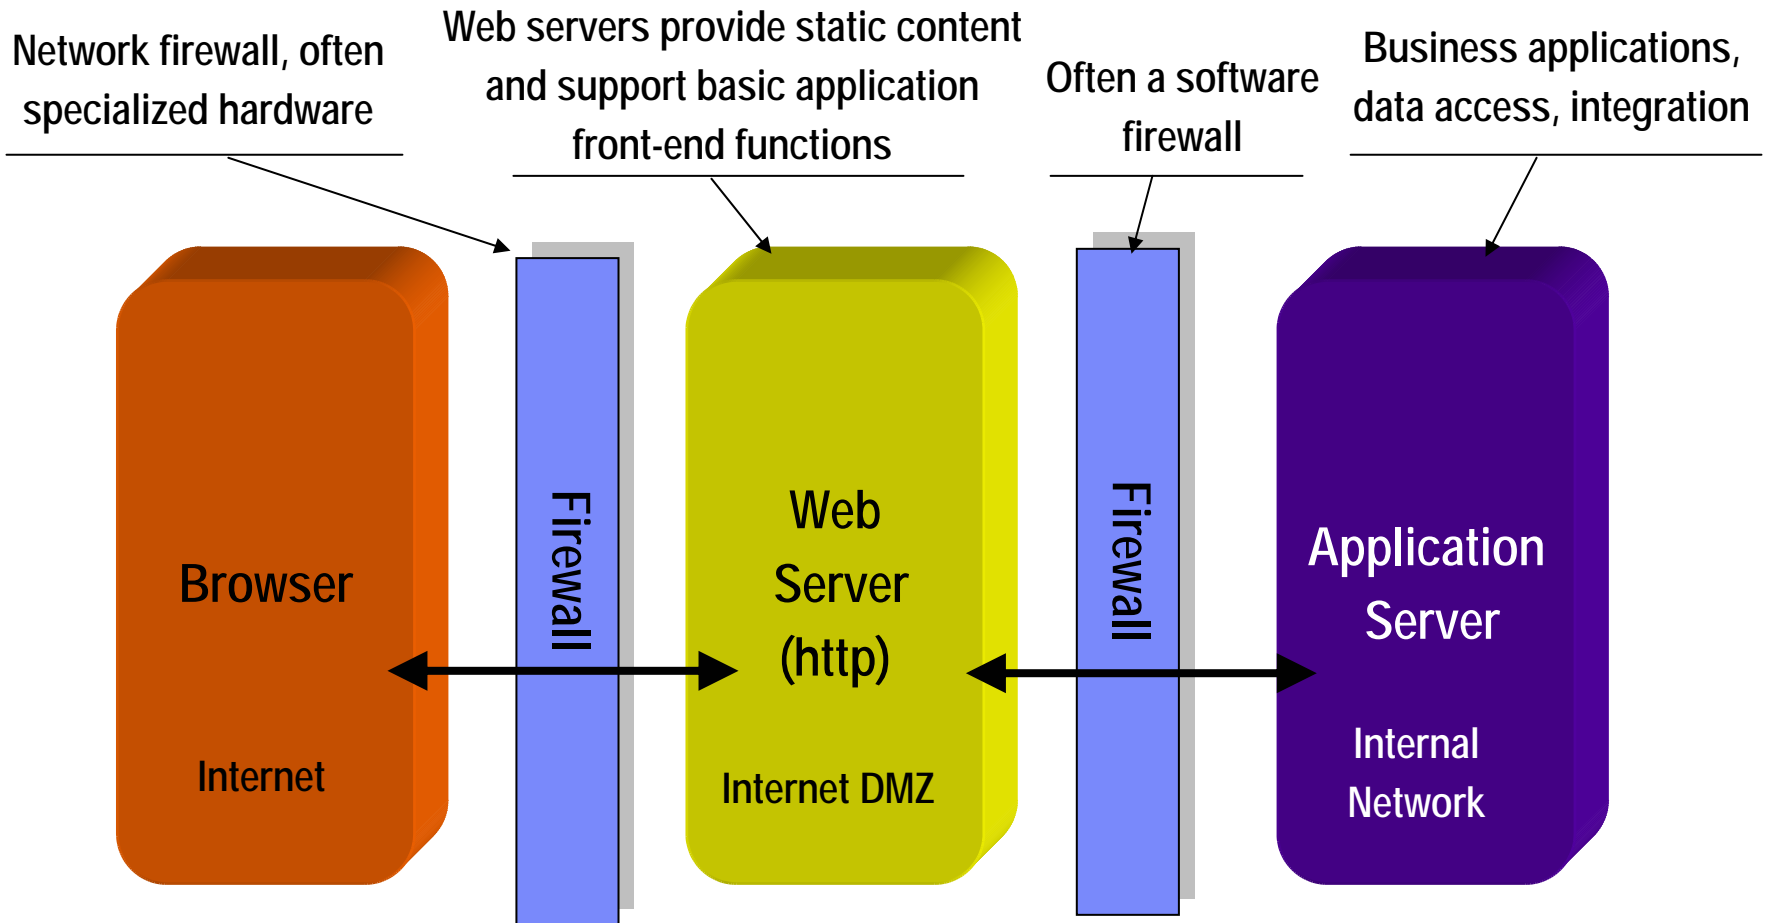 Network firewall, often
specialized hardware
Web servers provide static content
and support basic application
front-end functions
Often a software
firewall
Business applications,
data access, integration
Browser
Internet
Firewall
Web
Server
(http)
Internet DMZ
Firewall
Application
Server
Internal
Network